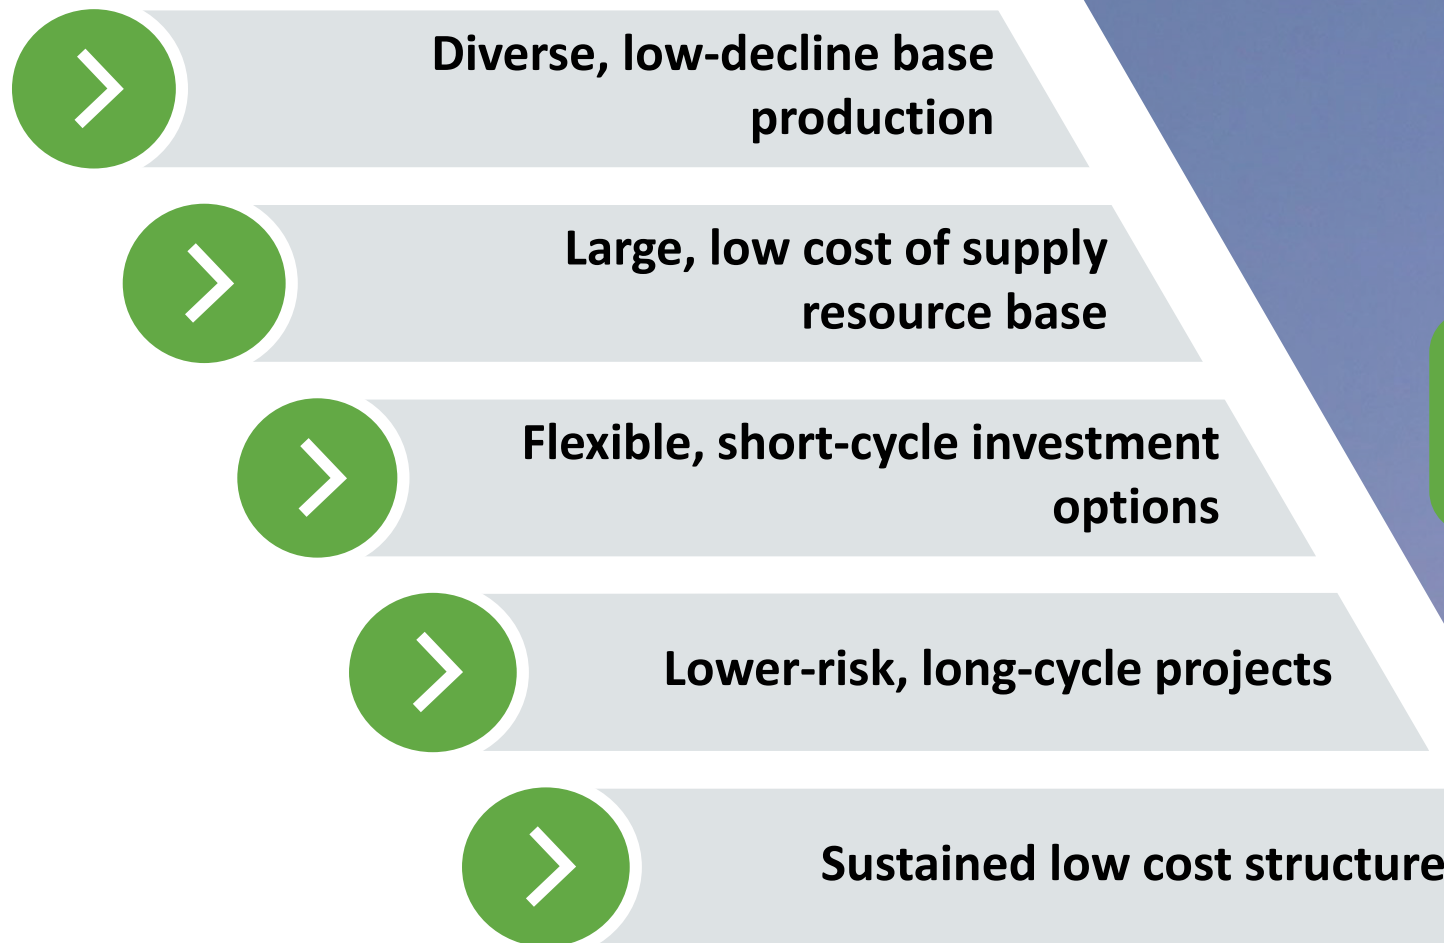 Diverse, low-decline base
production
Large, low cost of supply
resource base
Flexible, short-cycle investment
options
Lower-risk, long-cycle projects
Sustained low cost structure